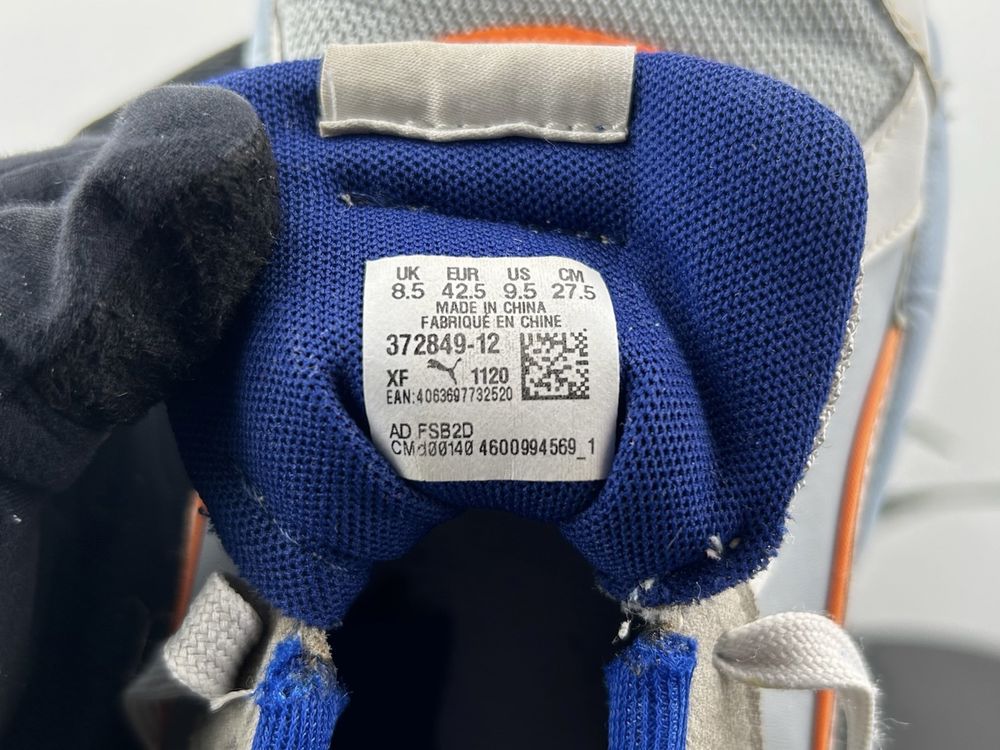 UK EUR US CM
8.5 42.5 9.5 27.5
MADE IN CHINA
FABRIQUÉ EN CHINE
372849-12
XF 1120
EAN:4063697732520
AD FSB2D
CMd00140 4600994569_1